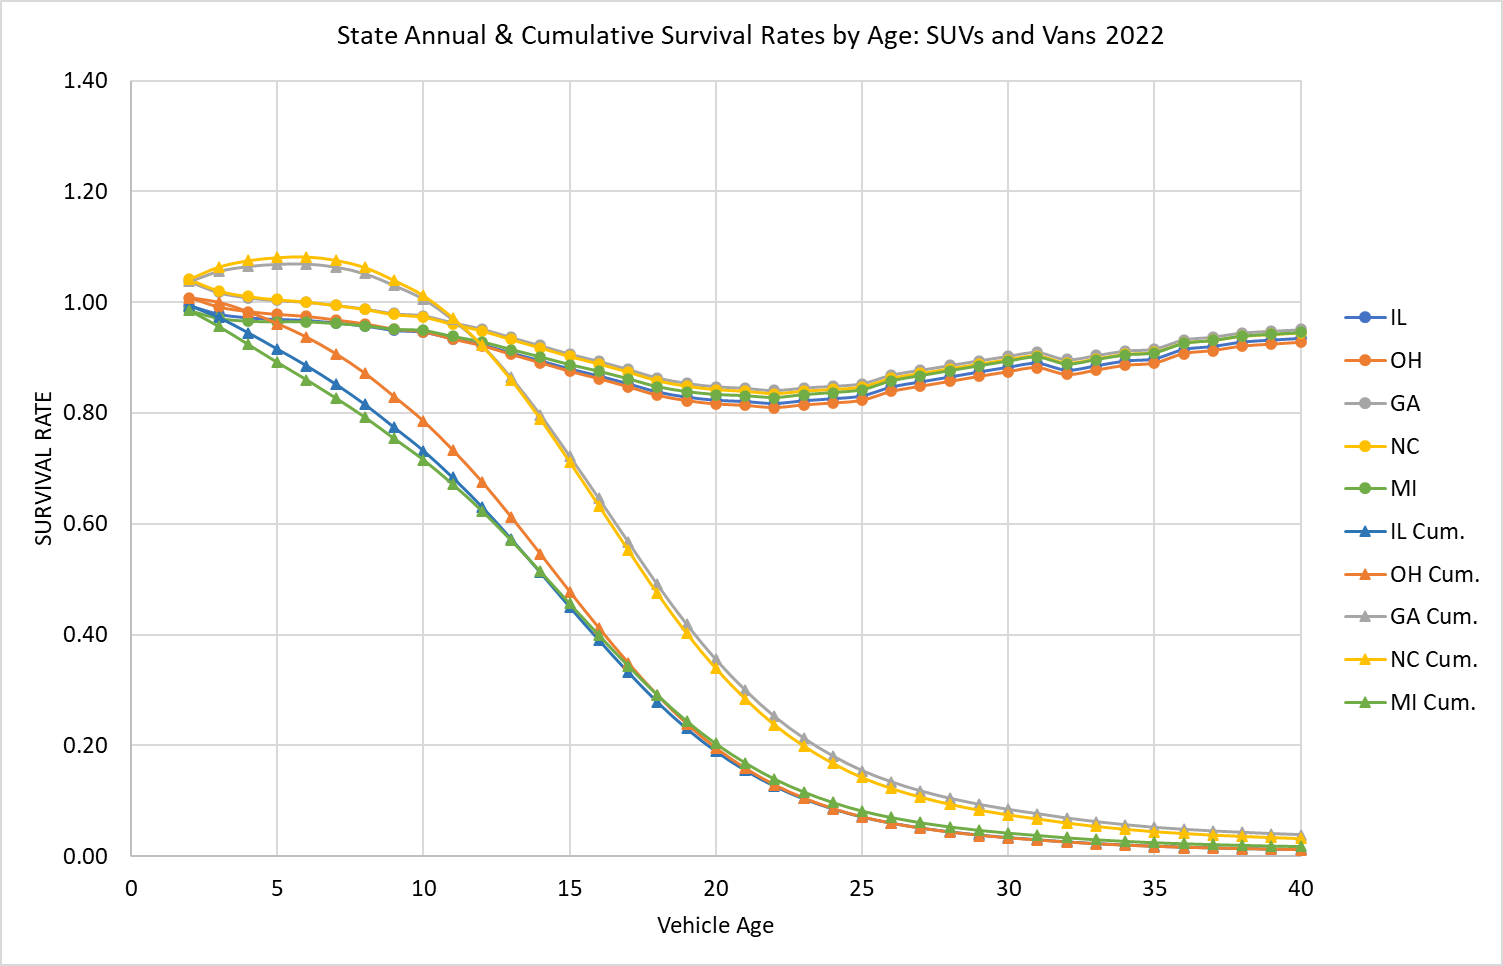 State Annual & Cumulative Survival Rates by Age: SUVs and Vans 2022
1.40
1.20
1.00
0.80
0.60
0.40
0.20
0.00
SURVIVAL RATE
0 5 10 15 20 25 30 35 40
Vehicle Age
IL
OH
GA
NC
MI
IL Cum.
OH Cum.
GA Cum.
NC Cum.
MI Cum.